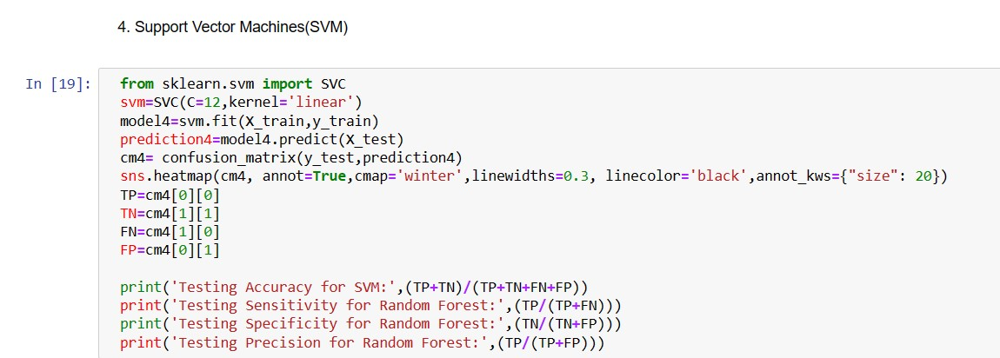 4. Support Vector Machines(SVM)
In [19]:
from sklearn.svm import SVC
svm=SVC(C=12,kernel='linear')
model4=svm.fit(X_train,y_train)
prediction4=model4.predict(X_test)
cm4= confusion_matrix(y_test,prediction4)
sns.heatmap(cm4, annot=True,cmap='winter',linewidths=0.3, linecolor='black',annot_kws={"size": 20})
TP=cm4[0][0]
TN=cm4[1][1]
FN=cm4[1][0]
FP=cm4[0][1]
print('Testing Accuracy for SVM:',(TP+TN)/(TP+TN+FN+FP))
print('Testing Sensitivity for Random Forest:',(TP/(TP+FN)))
print('Testing Specificity for Random Forest:',(TN/(TN+FP)))
print('Testing Precision for Random Forest:',(TP/(TP+FP)))